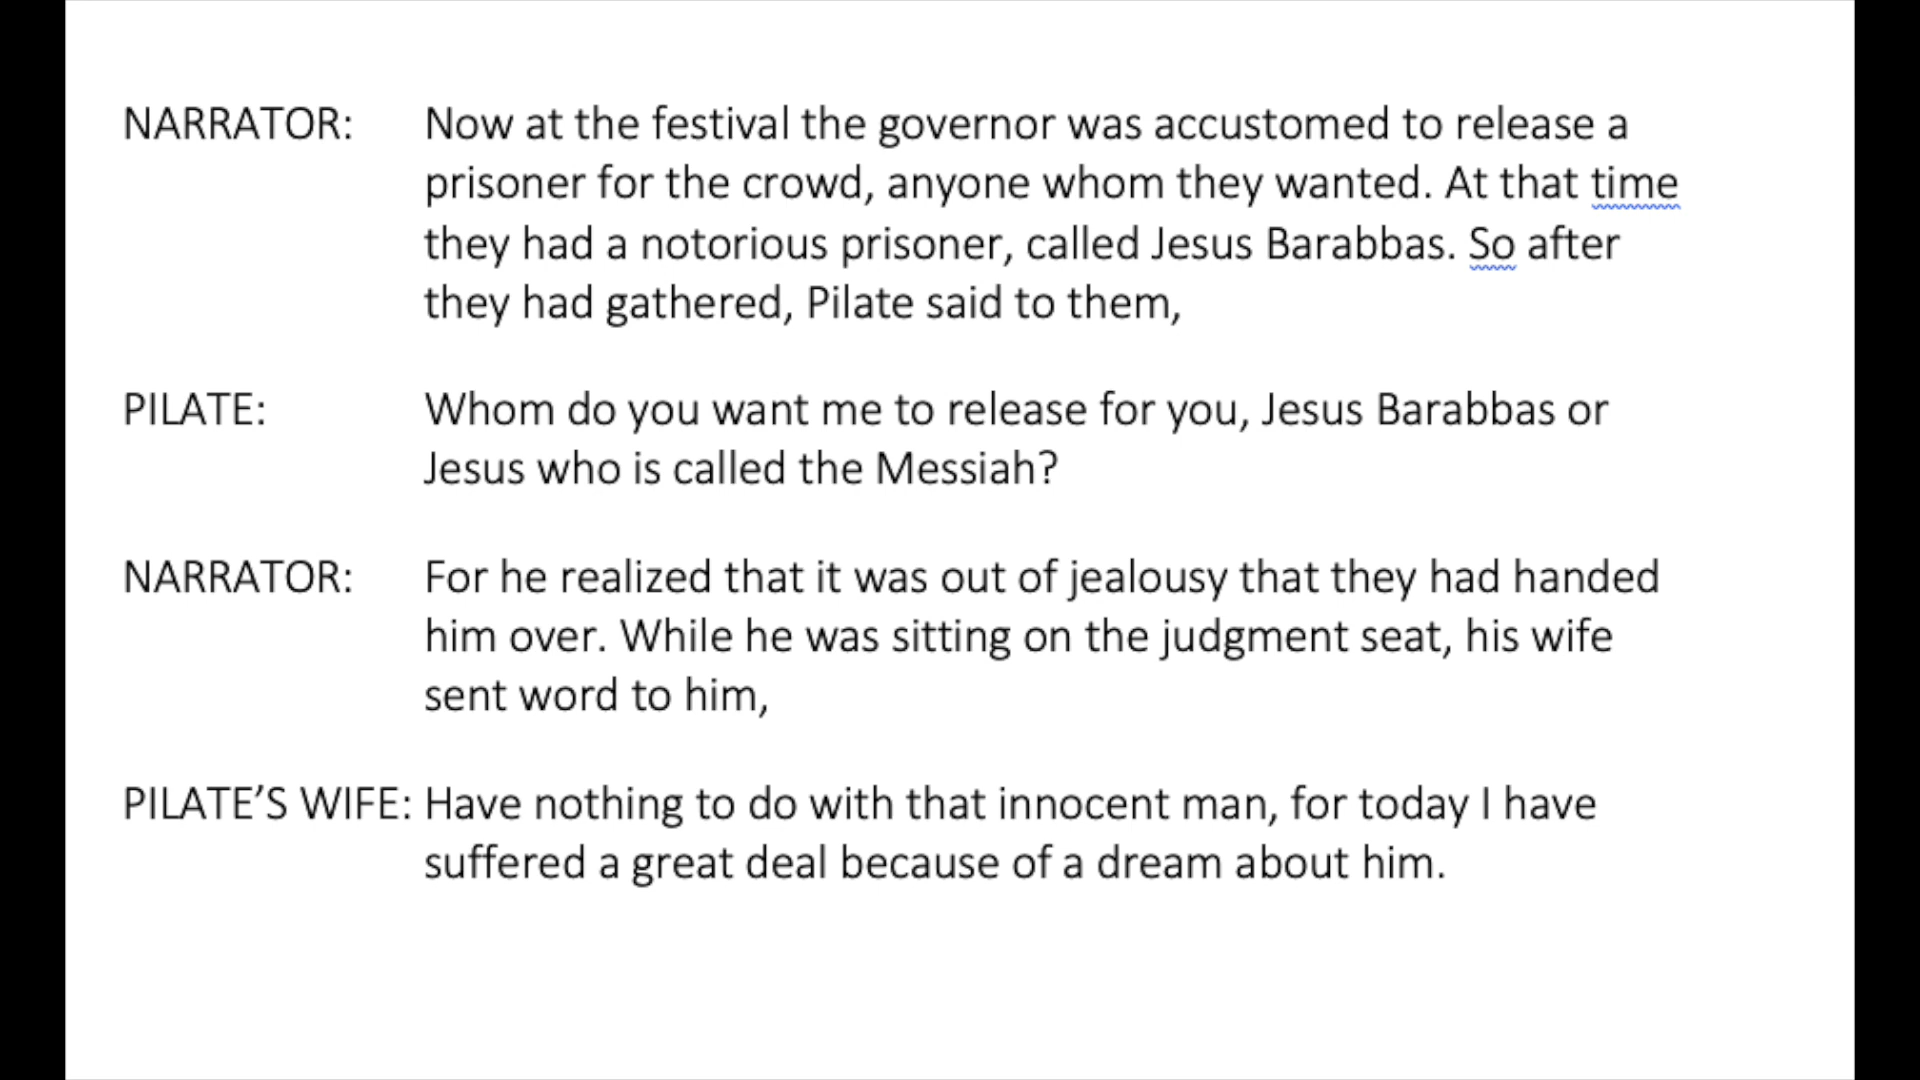 NARRATOR: Now at the festival the governor was accustomed to release a
prisoner for the crowd, anyone whom they wanted. At that time
they had a notorious prisoner, called Jesus Barabbas. So after
they had gathered, Pilate said to them,
PILATE: Whom do you want me to release for you, Jesus Barabbas or
Jesus who is called the Messiah?
NARRATOR: For he realized that it was out of jealousy that they had handed
him over. While he was sitting on the judgment seat, his wife
sent word to him,
PILATE’S WIFE: Have nothing to do with that innocent man, for today I have
suffered a great deal because of a dream about him.